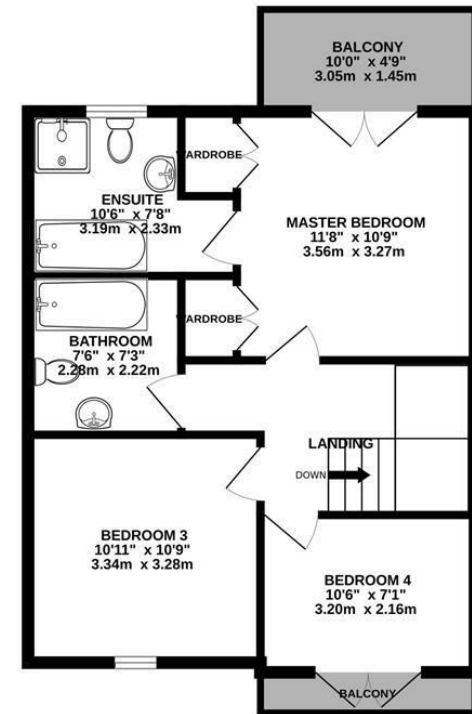 BALCONY
10'0" x 4'9"
3.05m x 1.45m
WARDROBE
ENSUITE
10'6" x 7'8"
3.19m x 2.33m
MASTER BEDROOM
11'8" x 10'9"
3.56m x 3.27m
WARDROBE
BATHROOM
7'6" x 7'3"
2.28m x 2.22m
LANDING
DOWN
BEDROOM 3
10'11" x 10'9"
3.34m x 3.28m
BEDROOM 4
10'6" x 7'1"
3.20m x 2.16m
BALCONY